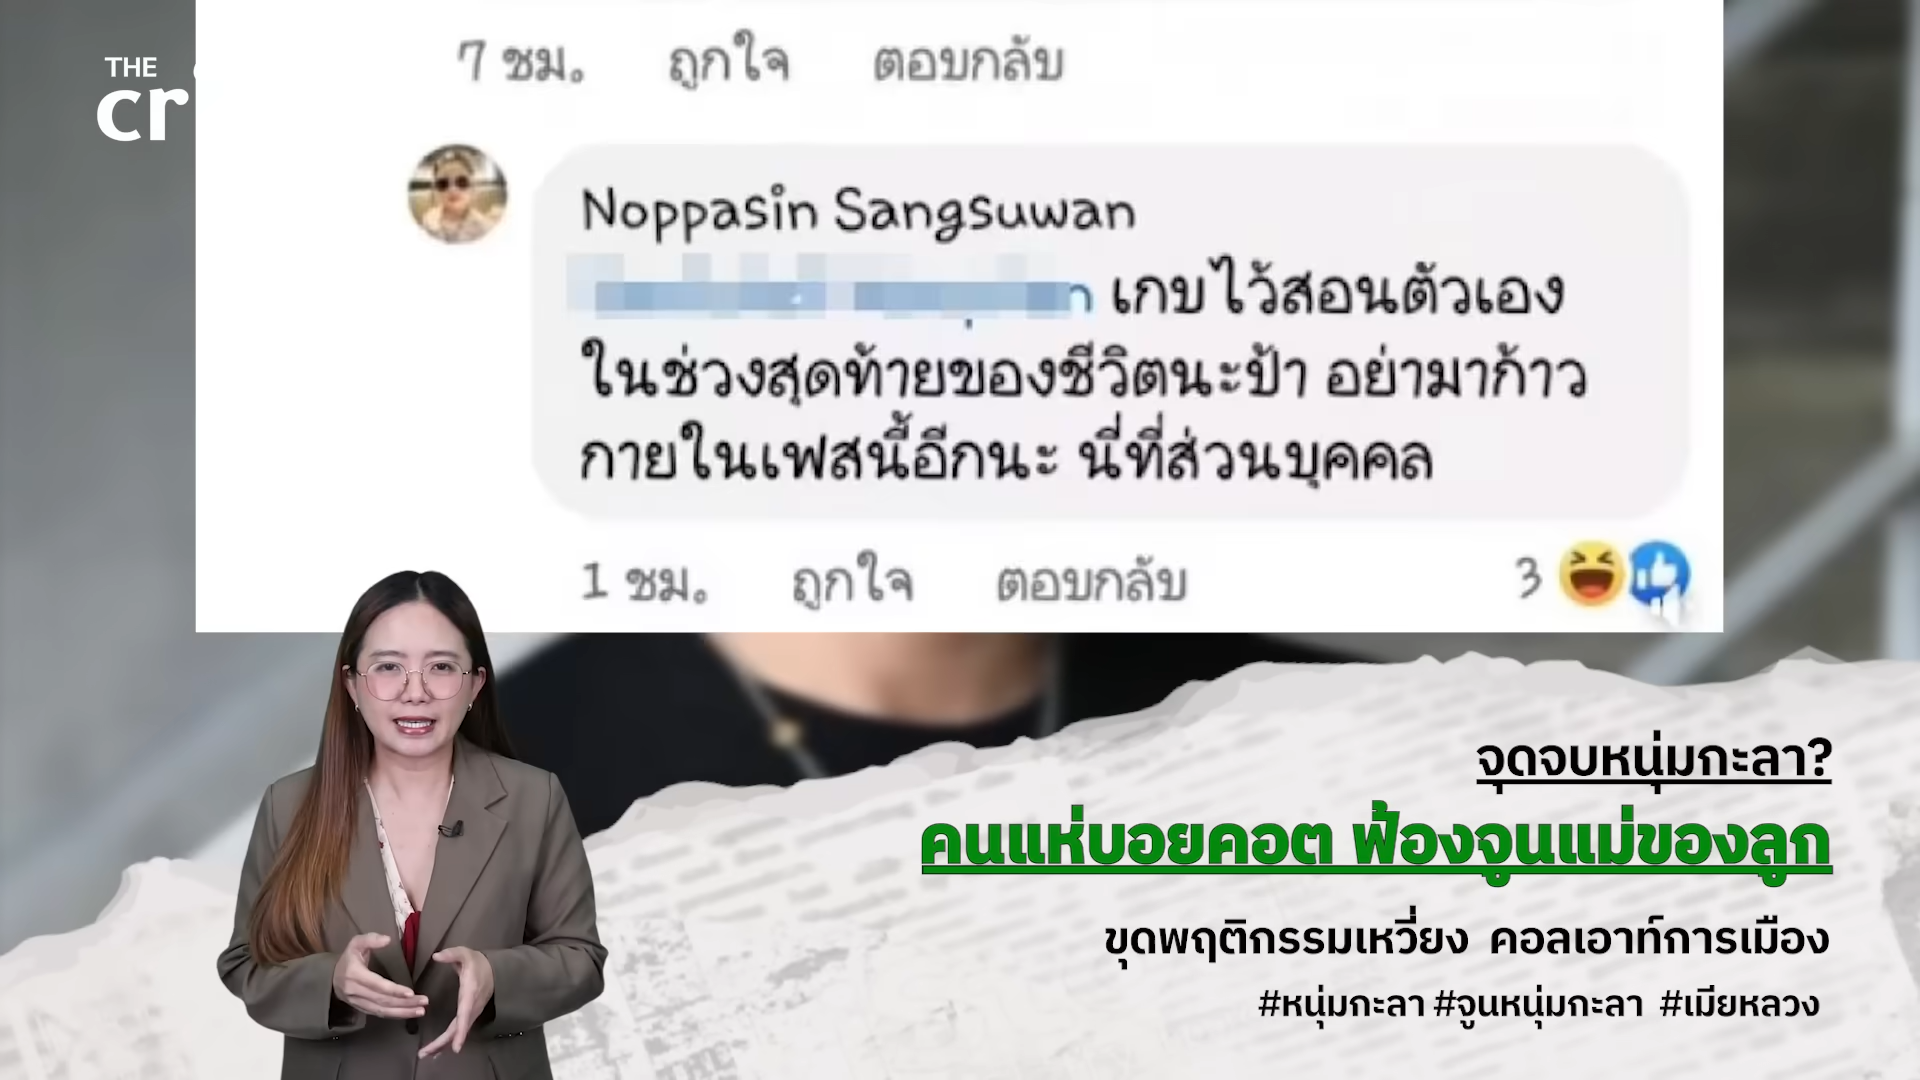 THE
cr
7 ชม. ถูกใจ ตอบกลับ
Noppasin Sangsuwan
เกบไว้สอนตัวเอง
ในช่วงสุดท้ายของชีวิตนะป้า อย่ามาก้าว
กายในเฟสนี้อีกนะ นี่ที่ส่วนบุคคล
1 ชม. ถูกใจ ตอบกลับ 3
จุดจบหนุ่มกะลา?
คนแห่บอยคอต ฟ้องจูนแม่ของลูก
ขุดพฤติกรรมเหวี่ยง คอลเอาท์การเมือง
#หนุ่มกะลา #จูนหนุ่มกะลา #เมียหลวง